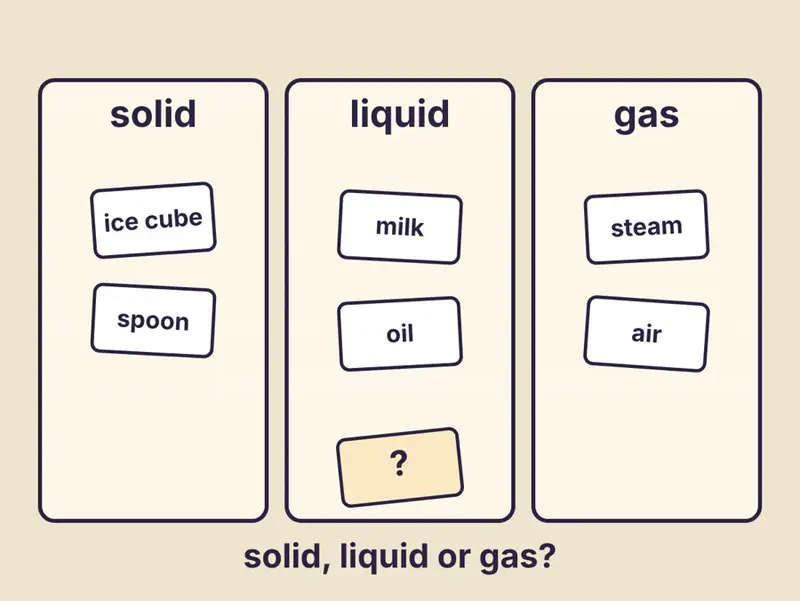 solid
ice cube
spoon
liquid
milk
oil
?
gas
steam
air
solid, liquid or gas?